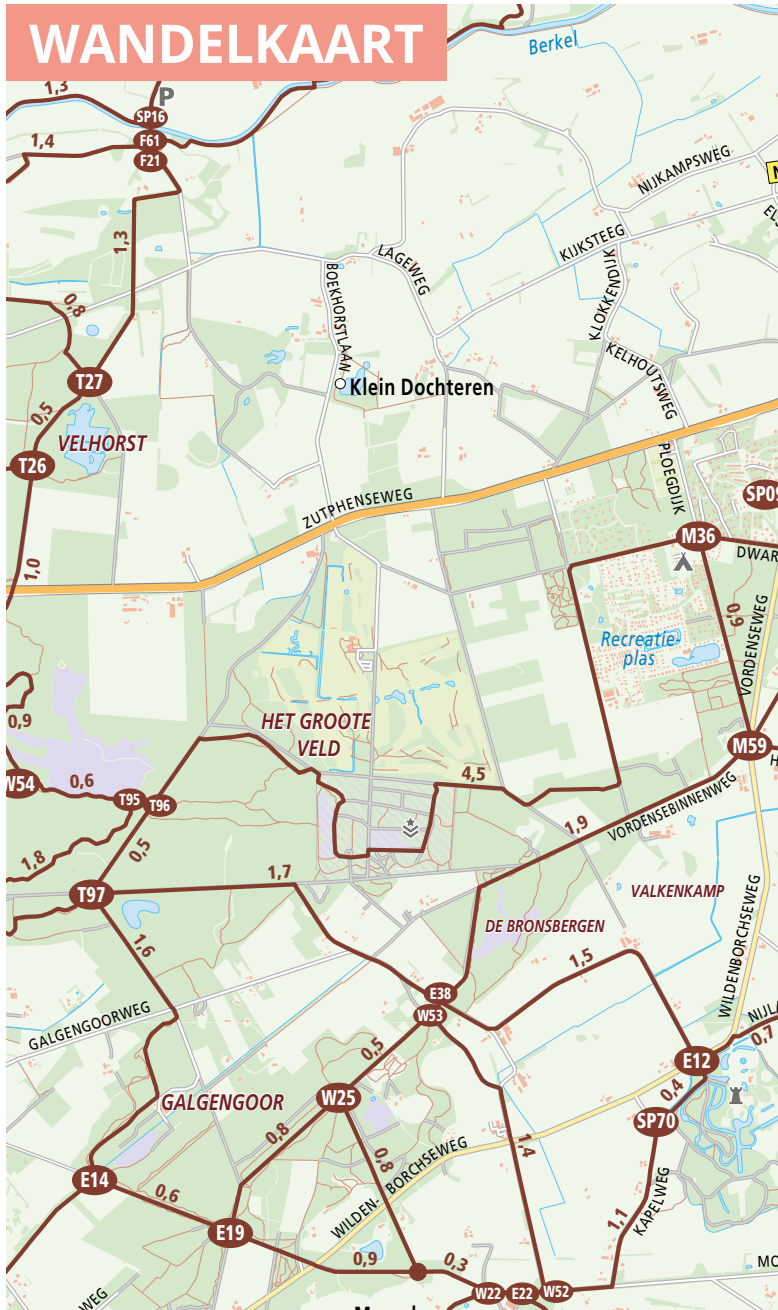 WANDELKAART
Berkel
1,3
P
SP16
F61
F21
1,4
NIJKAMPSWEG
1,3
KIJKSTEEG
LAGEWEG
BOEKHORSTLAAN
KLOKKENDIJK
0,8
KELHOUTSWEG
T27
Klein Dochteren
0,5
VELHORST
T26
PLOEGDIJK
ZUTPHENSEWEG
M36
1,0
0,9
VORDENSEWEG
Recreatie-
plas
HET GROOTE
VELD
0,9
M59
W54
0,6
4,5
T95
T96
VORDENSEBINNENWEG
1,9
0,5
1,8
1,7
T97
VALKENKAMP
DE BRONSBERGEN
WILDENBORCHSEWEG
1,6
1,5
E38
W53
GALGENGOORWEG
0,7
0,5
E12
0,4
W25
GALGENGOOR
SP70
0,8
0,8
1,4
E14
0,6
WILDEN-
BORCHSEWEG
KAPELWEG
1,1
E19
0,9
0,3
W22
E22
W52
WEG